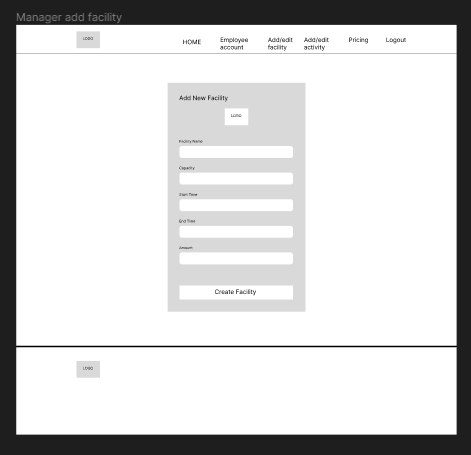 Manager add facility
LOGO
HOME
Employee
account
Add/edit
facility
Add/edit
activity
Pricing
Logout
Add New Facility
LOGO
Facility Name
Capacity
Start Time
End Time
Amount
Create Facility
LOGO